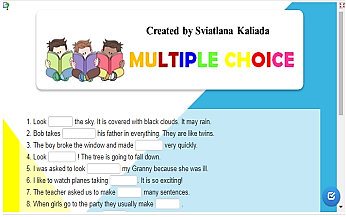 Created by Sviatlana Kaliada
MULTIPLE CHOICE
1. Look the sky. It is covered with black clouds. It may rain.
2. Bob takes his father in everything. They are like twins.
3. The boy broke the window and made very quickly.
4. Look ! The tree is going to fall down.
5. I was asked to look my Granny because she was ill.
6. I like to watch planes taking . It is so exciting!
7. The teacher asked us to make many sentences.
8. When girls go to the party they usually make .